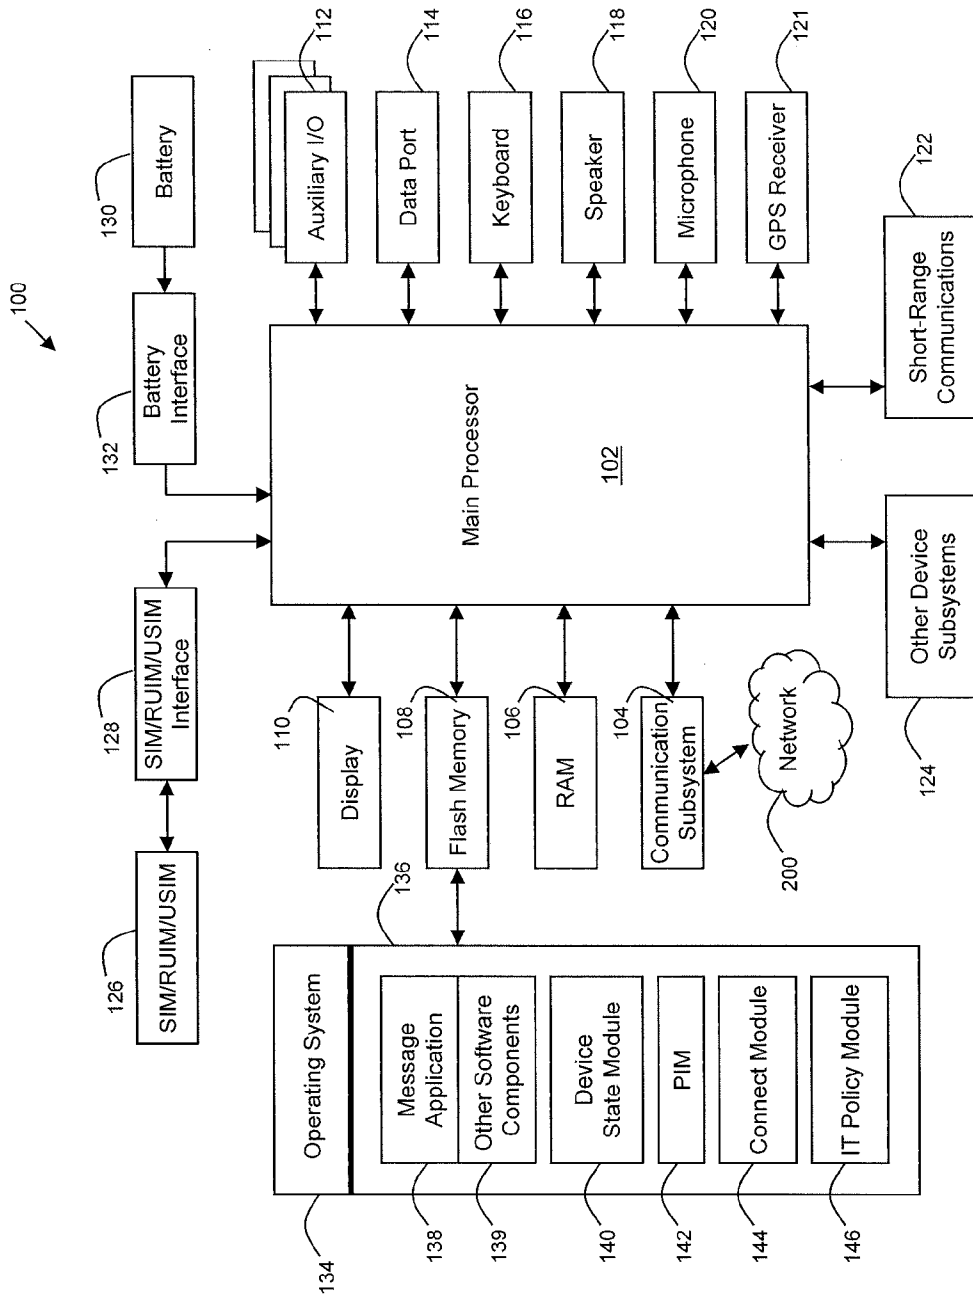 100
126
SIM/RUIM/USIM
128
SIM/RUIM/USIM
Interface
132
Battery
Interface
130
Battery
134
Operating System
136
138
Message
Application
139
Other Software
Components
140
Device
State Module
142
PIM
144
Connect Module
146
IT Policy Module
110
Display
108
Flash Memory
106
RAM
104
Communication
Subsystem
200
Network
Main Processor
102
112
Auxiliary I/O
114
Data Port
116
Keyboard
118
Speaker
120
Microphone
121
GPS Receiver
122
Short-Range
Communications
124
Other Device
Subsystems